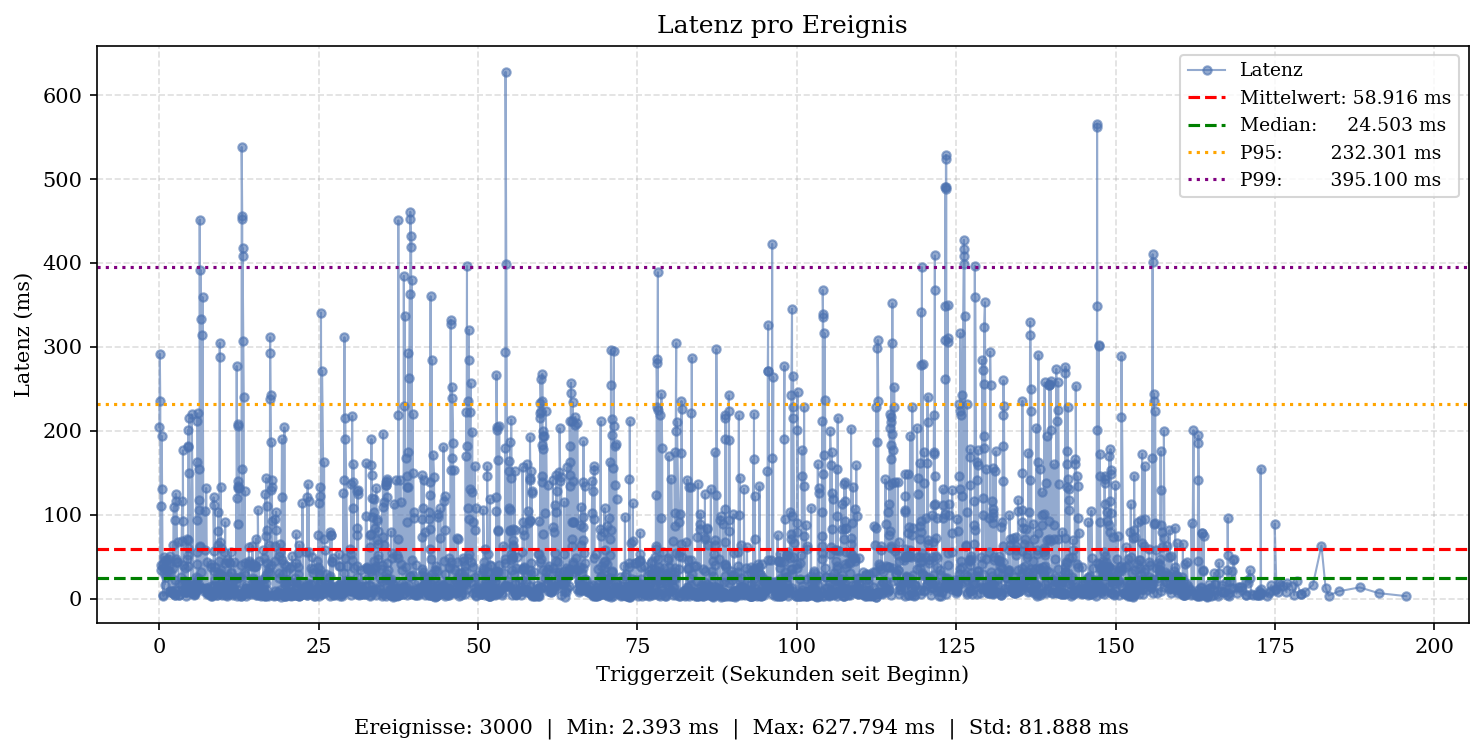 Latenz pro Ereignis
Latenz (ms)
600
500
400
300
200
100
0
Latenz
Mittelwert: 58.916 ms
Median: 24.503 ms
P95: 232.301 ms
P99: 395.100 ms
0 25 50 75 100 125 150 175 200
Triggerzeit (Sekunden seit Beginn)
Ereignisse: 3000 | Min: 2.393 ms | Max: 627.794 ms | Std: 81.888 ms